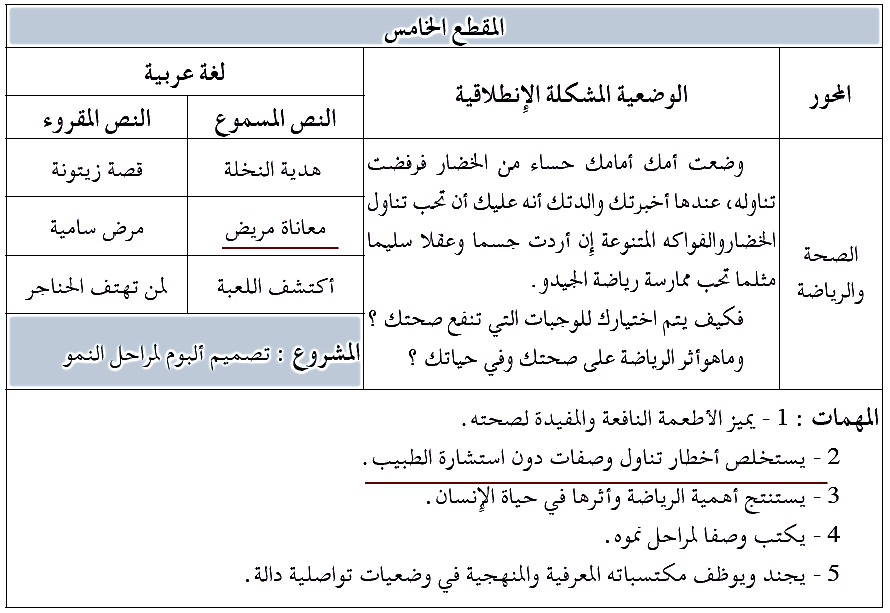 المقطع الخامس
المحور
الوضعية المشكلة الإنطلاقية
لغة عربية
النص المسموع
النص المقروء
الصحة
والرياضة
وضعت أمك أمامك حساء من الخضار فرفضت
تناوله، عندها أخبرتك والدتك أنه عليك أن تحب تناول
الخضاروالفواكه المتنوعة إن أردت جسما وعقلا سليما
مثلما تحب ممارسة رياضة الجيدو.
فكيف يتم اختيارك للوجبات التي تنفع صحتك ؟
وماهوأثر الرياضة على صحتك وفي حياتك ؟
هدية النخلة
قصة زيتونة
معاناة مريض
مرض سامية
أكتشف اللعبة
لمن تهتف الحناجر
المشروع : تصميم ألبوم لمراحل النمو
المهمات : 1 - يميز الأطعمة النافعة والمفيدة لصحته.
2 - يستخلص أخطار تناول وصفات دون استشارة الطبيب.
3 - يستنتج أهمية الرياضة وأثرها في حياة الإنسان.
4 - يكتب وصفا لمراحل نموه.
5 - يجند ويوظف مكتسباته المعرفية والمنهجية في وضعيات تواصلية دالة.